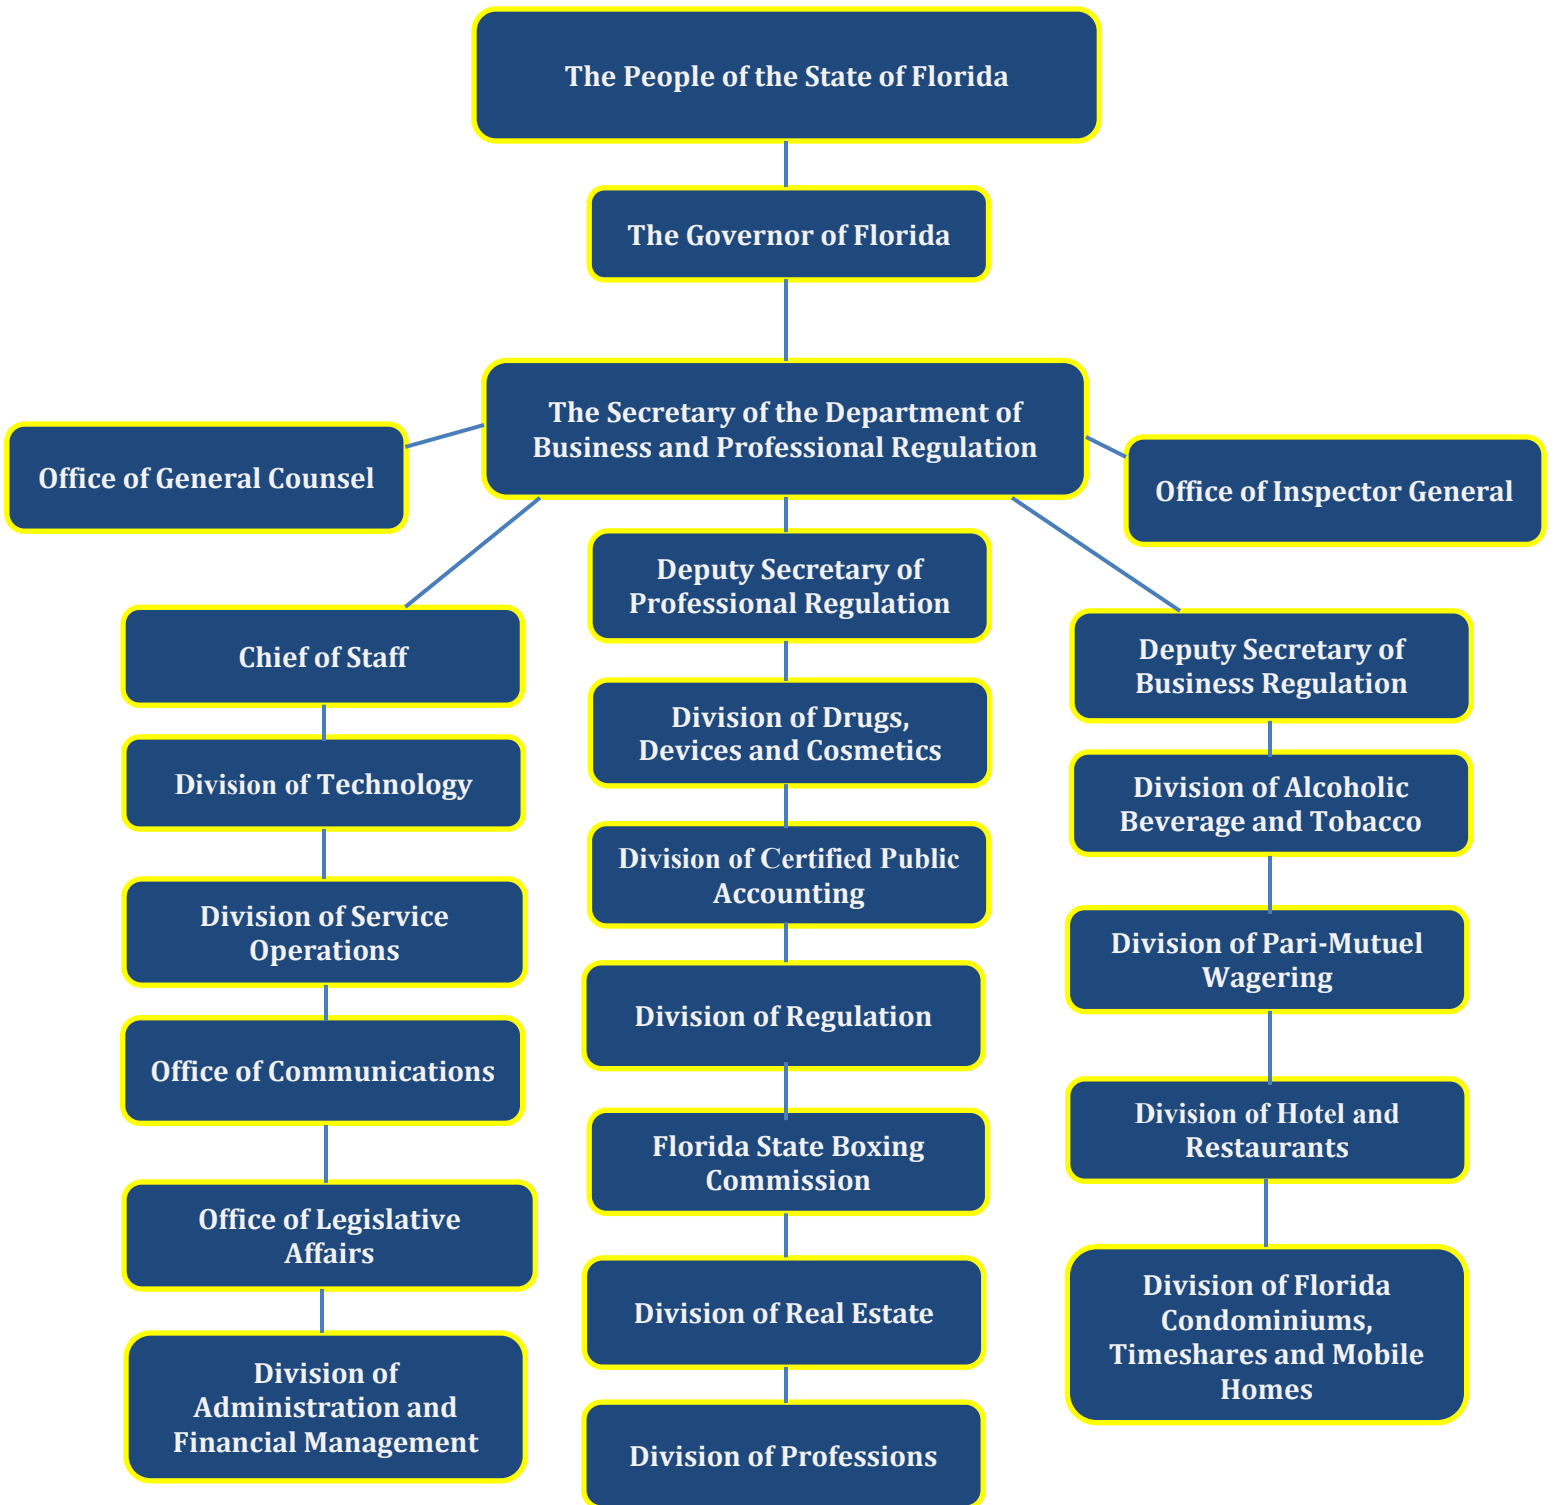 The People of the State of Florida
The Governor of Florida
The Secretary of the Department of
Business and Professional Regulation
Office of General Counsel
Office of Inspector General
Chief of Staff
Division of Technology
Division of Service
Operations
Office of Communications
Office of Legislative
Affairs
Division of
Administration and
Financial Management
Deputy Secretary of
Professional Regulation
Division of Drugs,
Devices and Cosmetics
Division of Certified Public
Accounting
Division of Regulation
Florida State Boxing
Commission
Division of Real Estate
Division of Professions
Deputy Secretary of
Business Regulation
Division of Alcoholic
Beverage and Tobacco
Division of Pari-Mutuel
Wagering
Division of Hotel and
Restaurants
Division of Florida
Condominiums,
Timeshares and Mobile
Homes